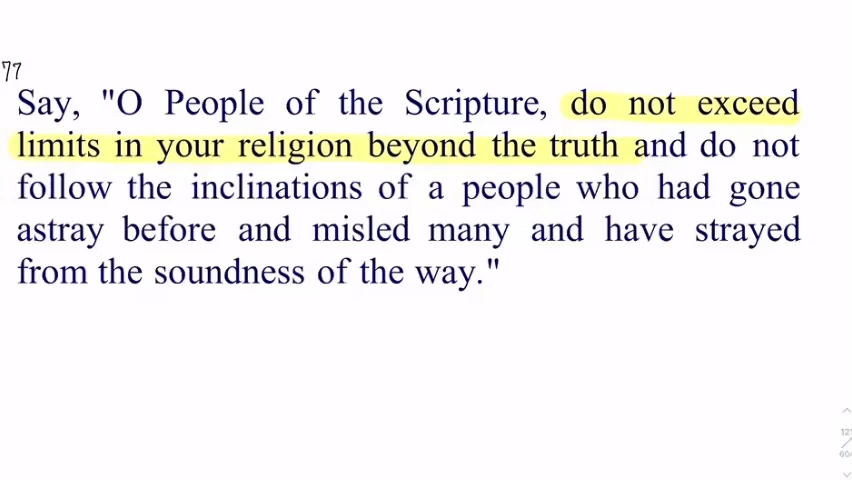 77
Say, "O People of the Scripture, do not exceed
limits in your religion beyond the truth and do not
follow the inclinations of a people who had gone
astray before and misled many and have strayed
from the soundness of the way."